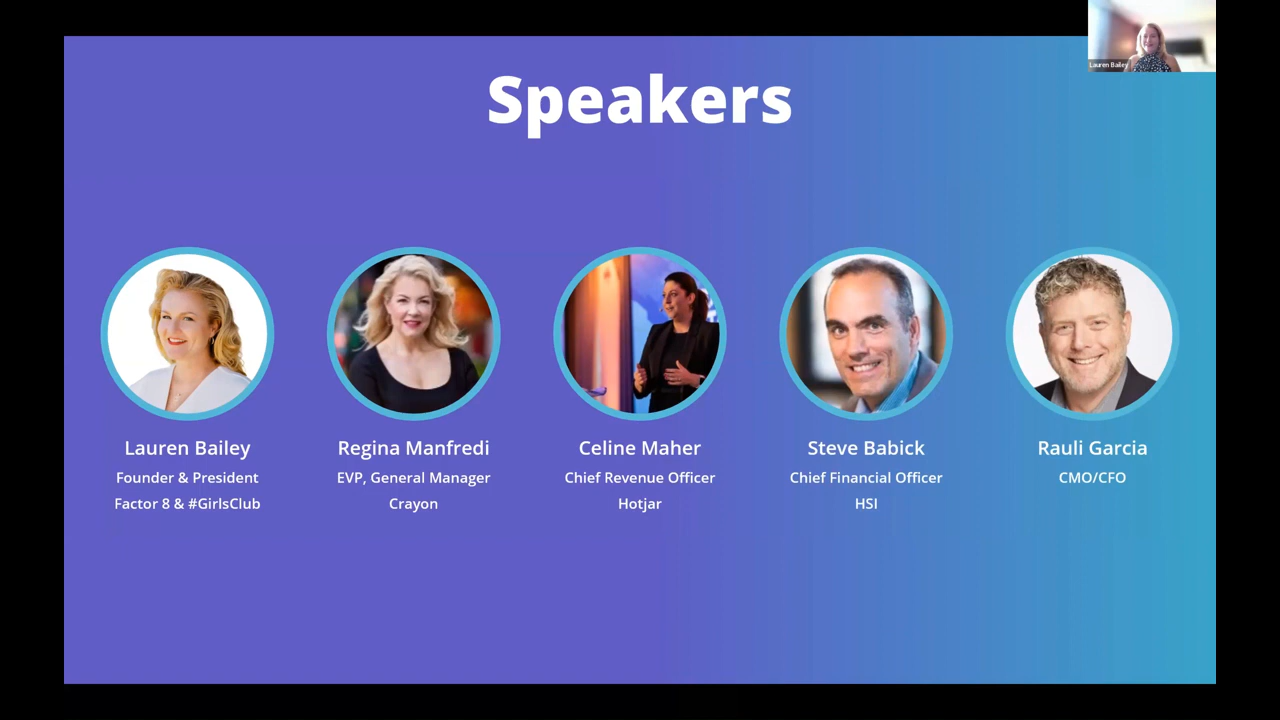 Lauren Bailey
Speakers
Lauren Bailey
Founder & President
Factor 8 & #GirlsClub
Regina Manfredi
EVP, General Manager
Crayon
Celine Maher
Chief Revenue Officer
Hotjar
Steve Babick
Chief Financial Officer
HSI
Rauli Garcia
CMO/CFO